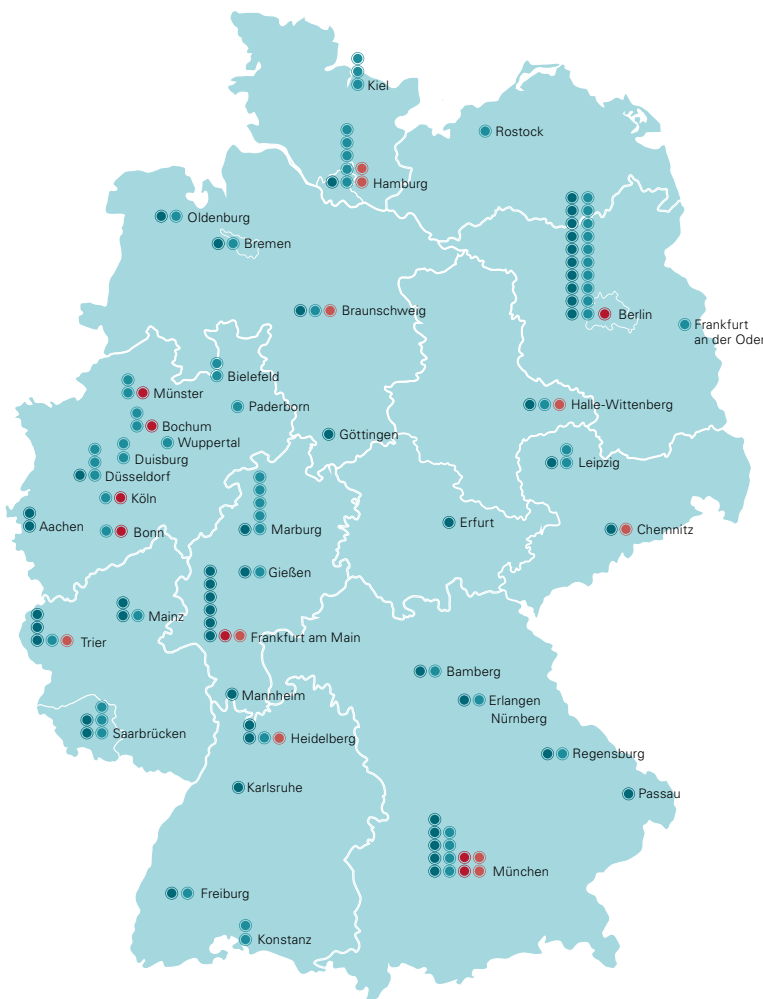 Kiel
Rostock
Hamburg
Oldenburg
Bremen
Braunschweig
Berlin
Frankfurt
an der Oder
Bielefeld
Münster
Paderborn
Halle-Wittenberg
Bochum
Göttingen
Wuppertal
Duisburg
Leipzig
Düsseldorf
Köln
Aachen
Bonn
Marburg
Erfurt
Chemnitz
Gießen
Mainz
Trier
Frankfurt am Main
Bamberg
Mannheim
Erlangen
Nürnberg
Saarbrücken
Heidelberg
Regensburg
Karlsruhe
Passau
München
Freiburg
Konstanz